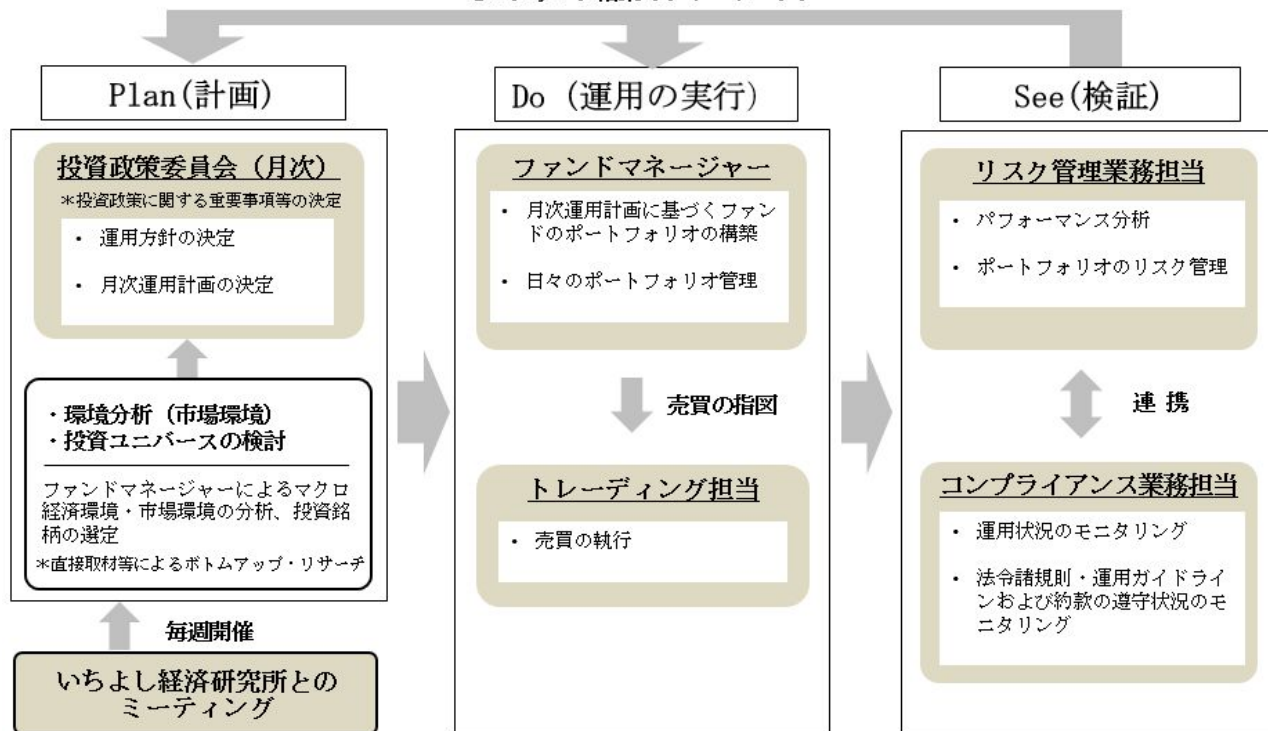 Plan(計画)
投資政策委員会（月次）
＊投資政策に関する重要事項等の決定
・ 運用方針の決定
・ 月次運用計画の決定
・環境分析（市場環境）
・投資ユニバースの検討
ファンドマネージャーによるマクロ
経済環境・市場環境の分析、投資銘
柄の選定
＊直接取材等によるボトムアップ・リサーチ
毎週開催
いちよし経済研究所との
ミーティング
Do（運用の実行）
ファンドマネージャー
・ 月次運用計画に基づくファン
ドのポートフォリオの構築
・ 日々のポートフォリオ管理
売買の指図
トレーディング担当
・ 売買の執行
See(検証)
リスク管理業務担当
・ パフォーマンス分析
・ ポートフォリオのリスク管理
連 携
コンプライアンス業務担当
・ 運用状況のモニタリング
・ 法令諸規則・運用ガイドライ
ンおよび約款の遵守状況のモ
ニタリング